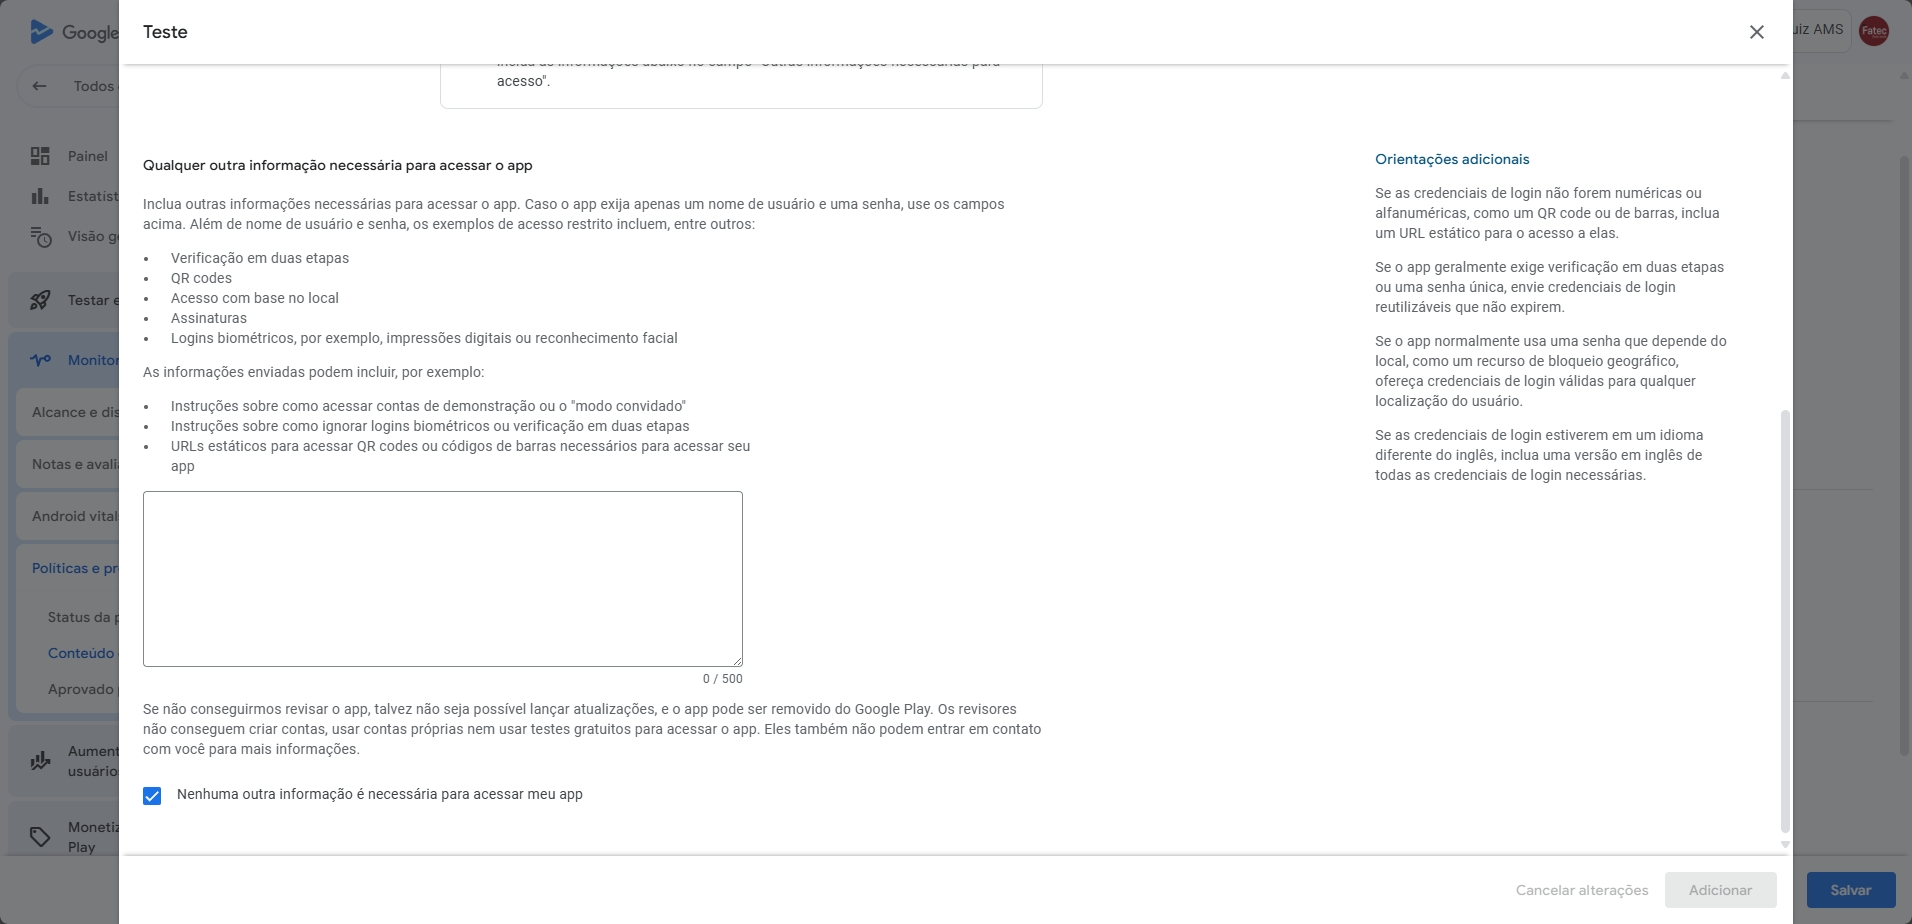 Teste
Google
uiz AMS
Fatec
Todos
acesso".
Painel
Qualquer outra informação necessária para acessar o app
Orientações adicionais
Inclua outras informações necessárias para acessar o app. Caso o app exija apenas um nome de usuário e uma senha, use os campos
acima. Além de nome de usuário e senha, os exemplos de acesso restrito incluem, entre outros:
Se as credenciais de login não forem numéricas ou
alfanuméricas, como um QR code ou de barras, inclua
um URL estático para o acesso a elas.
Estatíst
Visão g
• Verificação em duas etapas
• QR codes
• Acesso com base no local
• Assinaturas
• Logins biométricos, por exemplo, impressões digitais ou reconhecimento facial
Se o app geralmente exige verificação em duas etapas
ou uma senha única, envie credenciais de login
reutilizáveis que não expirem.
Testar e
Monitor
As informações enviadas podem incluir, por exemplo:
Se o app normalmente usa uma senha que depende do
local, como um recurso de bloqueio geográfico,
ofereça credenciais de login válidas para qualquer
localização do usuário.
Alcance e dis
• Instruções sobre como acessar contas de demonstração ou o "modo convidado"
• Instruções sobre como ignorar logins biométricos ou verificação em duas etapas
• URLs estáticos para acessar QR codes ou códigos de barras necessários para acessar seu
app
Se as credenciais de login estiverem em um idioma
diferente do inglês, inclua uma versão em inglês de
todas as credenciais de login necessárias.
Notas e avali
Android vital
Políticas e pr
Status da p
Conteúdo
Aprovado p
0 / 500
Se não conseguirmos revisar o app, talvez não seja possível lançar atualizações, e o app pode ser removido do Google Play. Os revisores
não conseguem criar contas, usar contas próprias nem usar testes gratuitos para acessar o app. Eles também não podem entrar em contato
com você para mais informações.
Aument
usuário
Nenhuma outra informação é necessária para acessar meu app
Monetiz
Play
Cancelar alterações
Adicionar
Salvar